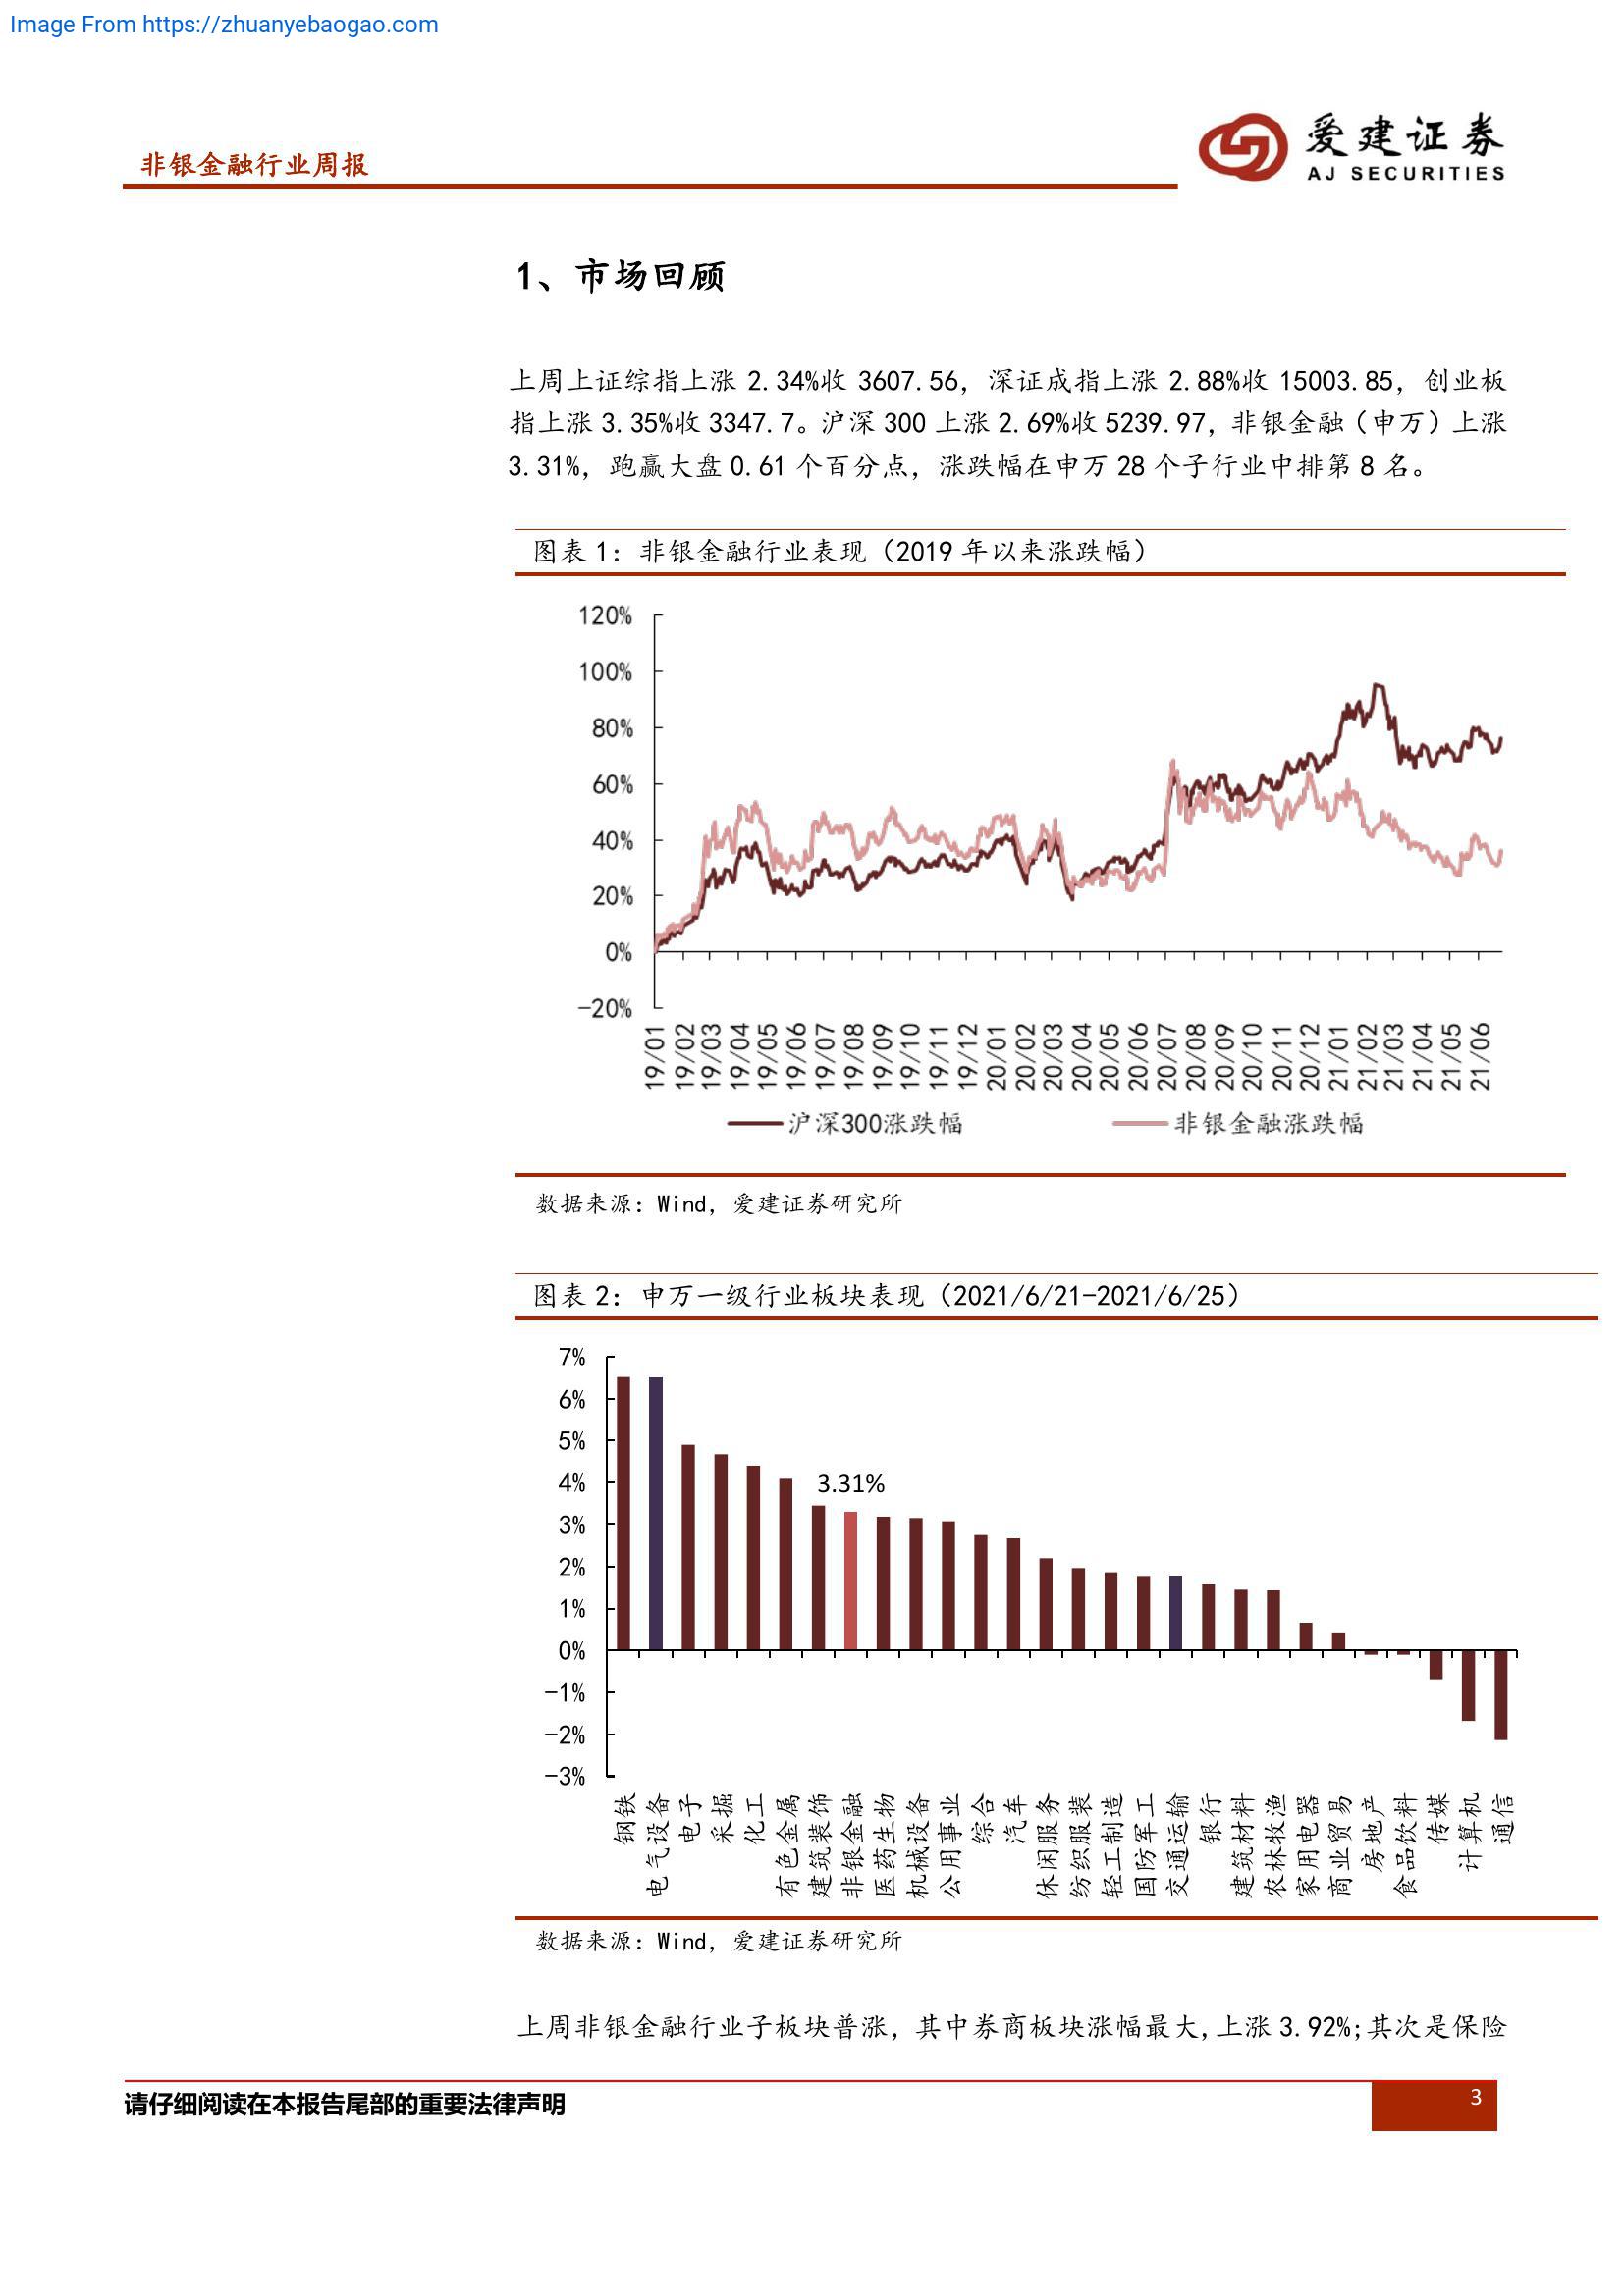 Image From https://zhuanyebaogao.com
非银金融行业周报
爱建证券
AJ SECURITIES
1、市场回顾
上周上证综指上涨 2.34%收 3607.56，深证成指上涨 2.88%收 15003.85，创业板
指上涨 3.35%收 3347.7。沪深 300 上涨 2.69%收 5239.97，非银金融（申万）上涨
3.31%，跑赢大盘 0.61 个百分点，涨跌幅在申万 28 个子行业中排第 8 名。
图表 1：非银金融行业表现（2019 年以来涨跌幅）
120%
100%
80%
60%
40%
20%
0%
-20%
19/01 19/02 19/03 19/04 19/05 19/06 19/07 19/08 19/09 19/10 19/11 19/12 20/01 20/02 20/03 20/04 20/05 20/06 20/07 20/08 20/09 20/10 20/11 20/12 21/01 21/02 21/03 21/04 21/05 21/06
沪深300涨跌幅 非银金融涨跌幅
数据来源：Wind，爱建证券研究所
图表 2：申万一级行业板块表现（2021/6/21-2021/6/25）
7%
6%
5%
4%
3.31%
3%
2%
1%
0%
-1%
-2%
-3%
钢铁 电气设备 电子 采掘 化工 有色金属 建筑装饰 非银金融 医药生物 机械设备 公用事业 综合 汽车 休闲服务 纺织服装 轻工制造 国防军工 交通运输 银行 建筑材料 农林牧渔 家用电器 商业贸易 房地产 食品饮料 传媒 计算机 通信
数据来源：Wind，爱建证券研究所
上周非银金融行业子板块普涨，其中券商板块涨幅最大,上涨 3.92%;其次是保险
请仔细阅读在本报告尾部的重要法律声明
3